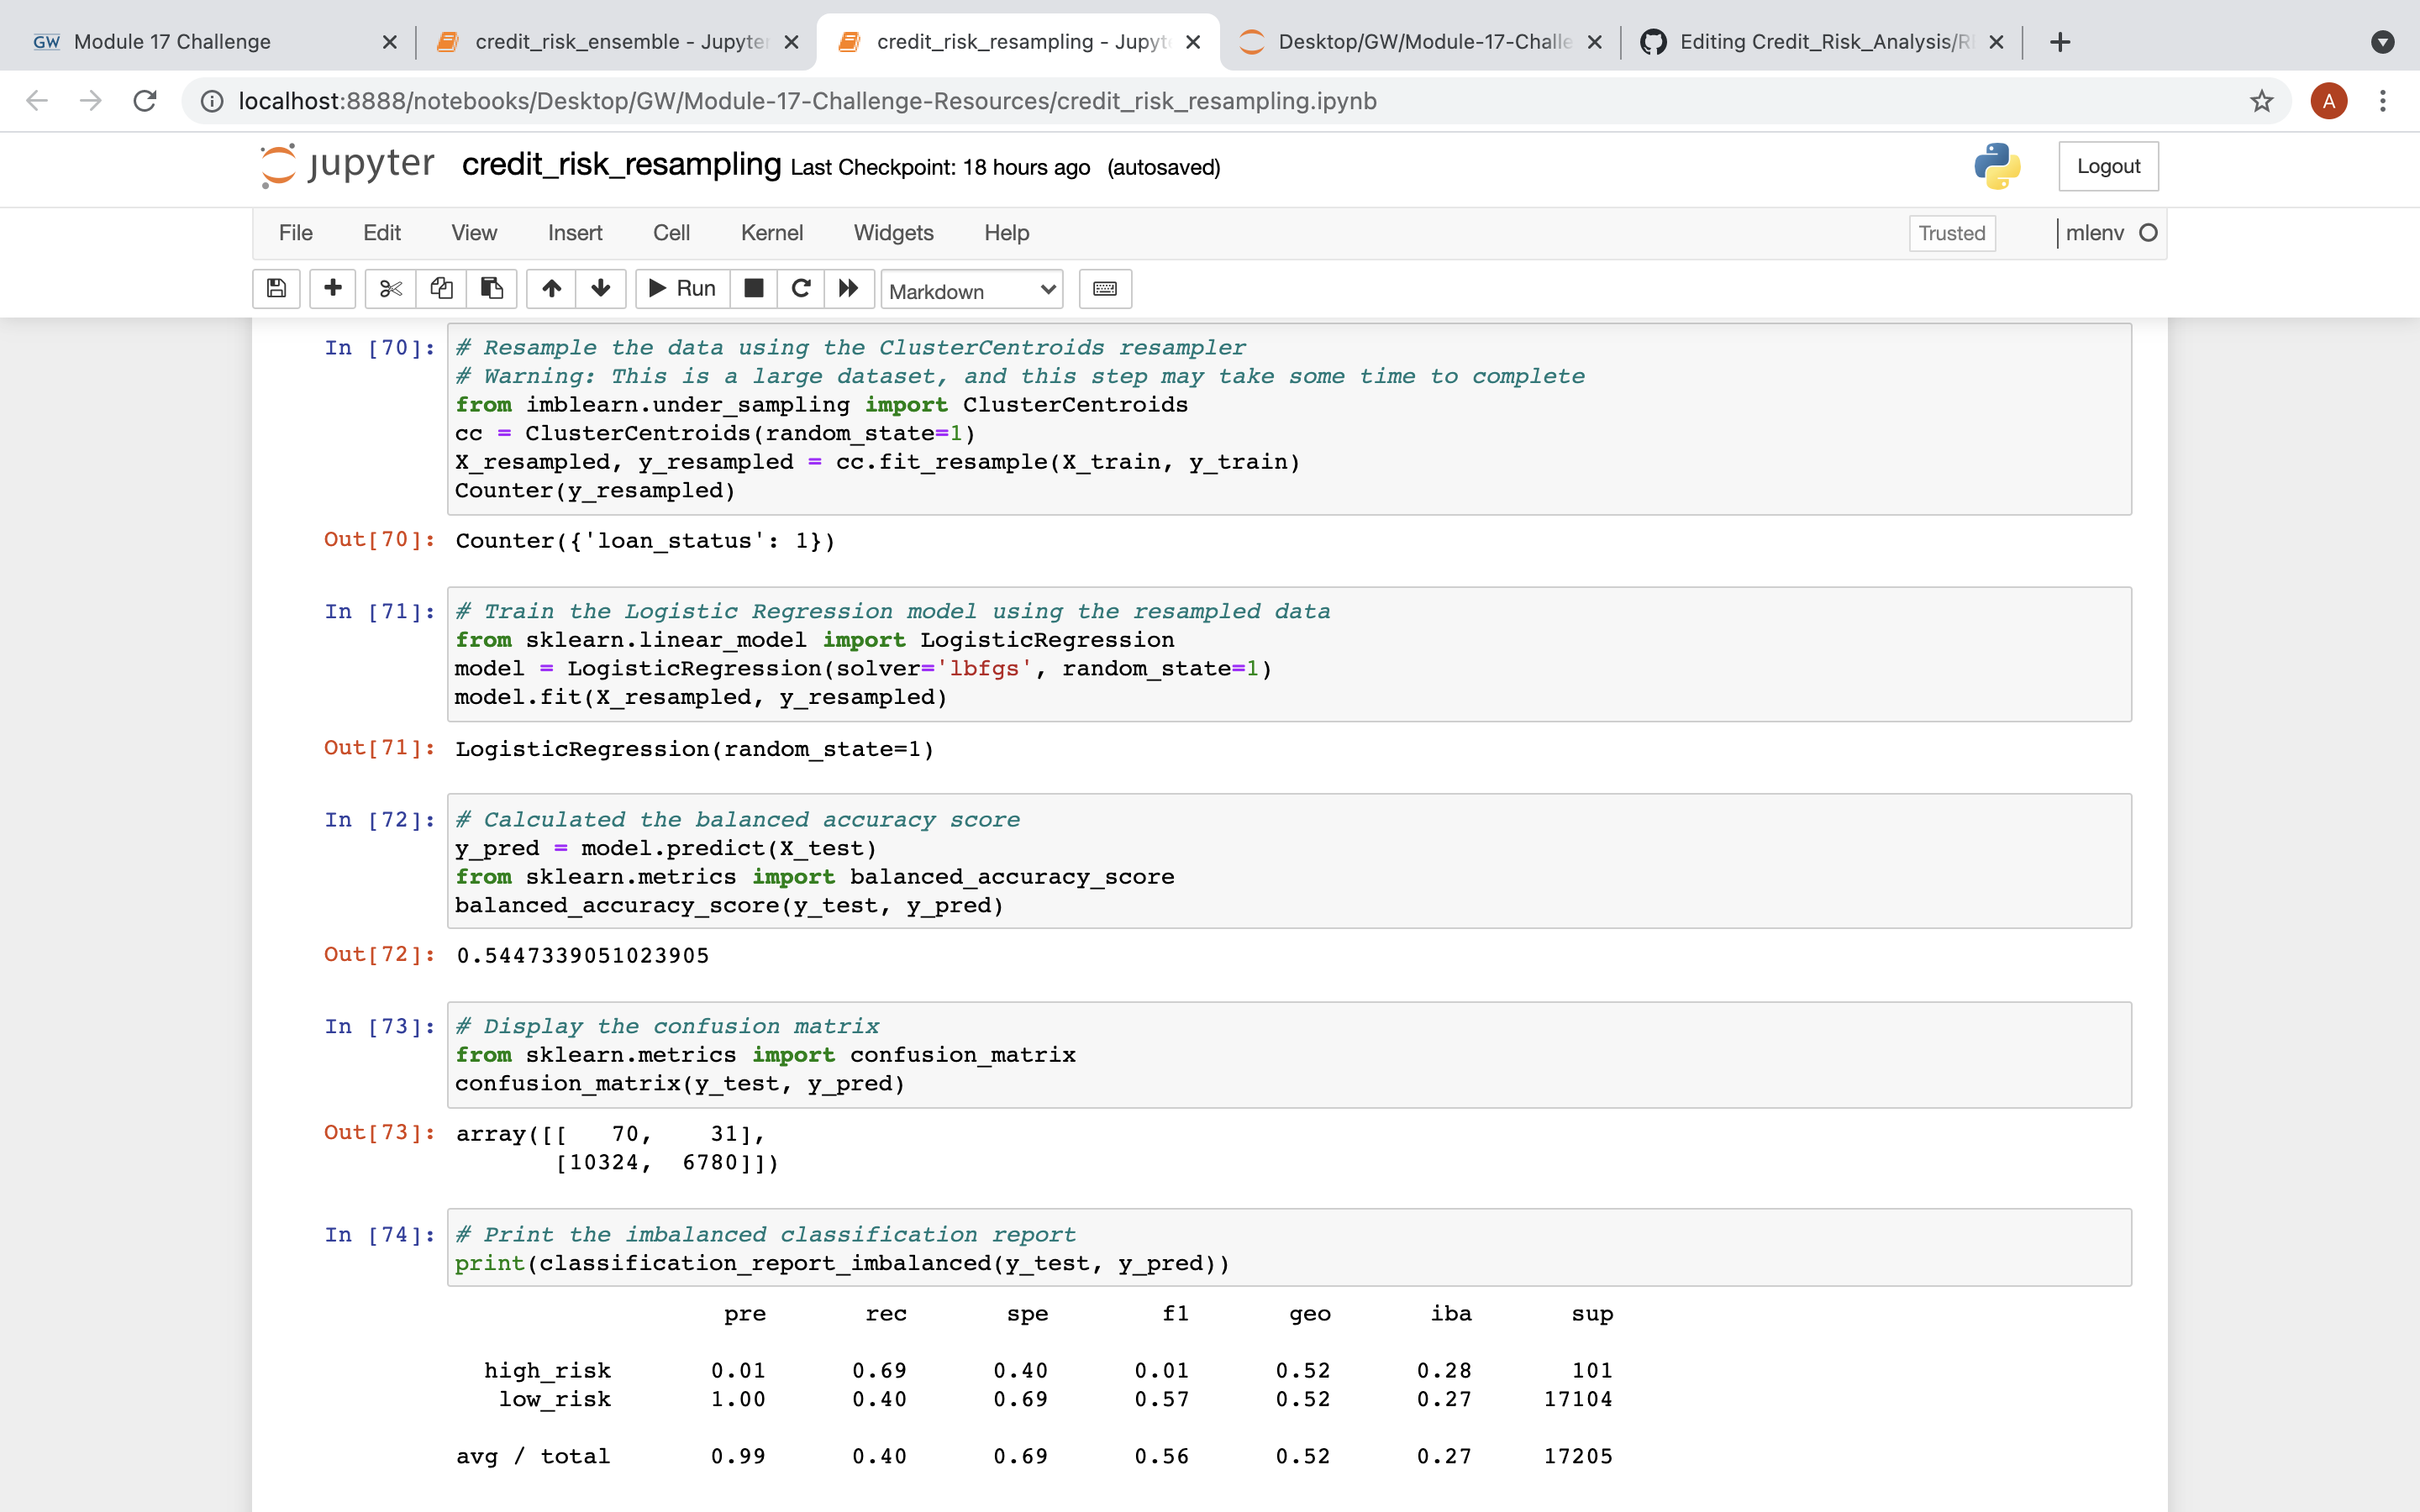 GW Module 17 Challenge
credit_risk_ensemble - Jupyter
credit_risk_resampling - Jupyt
Desktop/GW/Module-17-Challe
Editing Credit_Risk_Analysis/R
localhost:8888/notebooks/Desktop/GW/Module-17-Challenge-Resources/credit_risk_resampling.ipynb
A
jupyter credit_risk_resampling Last Checkpoint: 18 hours ago (autosaved)
Logout
File Edit View Insert Cell Kernel Widgets Help
Trusted
mlenv
Run
Markdown
In [70]: # Resample the data using the ClusterCentroids resampler
# Warning: This is a large dataset, and this step may take some time to complete
from imblearn.under_sampling import ClusterCentroids
cc = ClusterCentroids(random_state=1)
X_resampled, y_resampled = cc.fit_resample(X_train, y_train)
Counter(y_resampled)
Out[70]: Counter({'loan_status': 1})
In [71]: # Train the Logistic Regression model using the resampled data
from sklearn.linear_model import LogisticRegression
model = LogisticRegression(solver='lbfgs', random_state=1)
model.fit(X_resampled, y_resampled)
Out[71]: LogisticRegression(random_state=1)
In [72]: # Calculated the balanced accuracy score
y_pred = model.predict(X_test)
from sklearn.metrics import balanced_accuracy_score
balanced_accuracy_score(y_test, y_pred)
Out[72]: 0.5447339051023905
In [73]: # Display the confusion matrix
from sklearn.metrics import confusion_matrix
confusion_matrix(y_test, y_pred)
Out[73]: array([[   70,    31],
       [10324,  6780]])
In [74]: # Print the imbalanced classification report
print(classification_report_imbalanced(y_test, y_pred))
pre rec spe f1 geo iba sup
high_risk 0.01 0.69 0.40 0.01 0.52 0.28 101
low_risk 1.00 0.40 0.69 0.57 0.52 0.27 17104
avg / total 0.99 0.40 0.69 0.56 0.52 0.27 17205